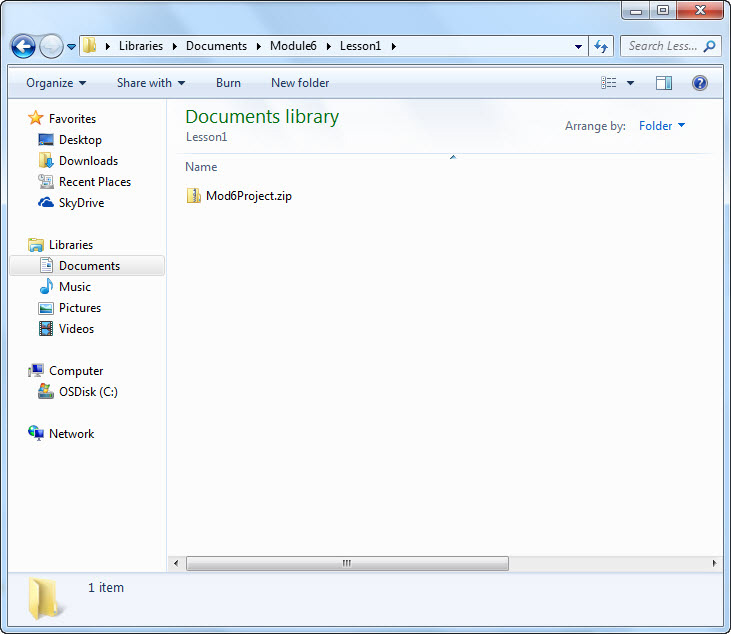 Libraries Documents Module6 Lesson1
Search Less...
Organize Share with Burn New folder
Documents library
Lesson1
Arrange by: Folder
Name
Mod6Project.zip
Favorites
Desktop
Downloads
Recent Places
SkyDrive
Libraries
Documents
Music
Pictures
Videos
Computer
OSDisk (C:)
Network
1 item